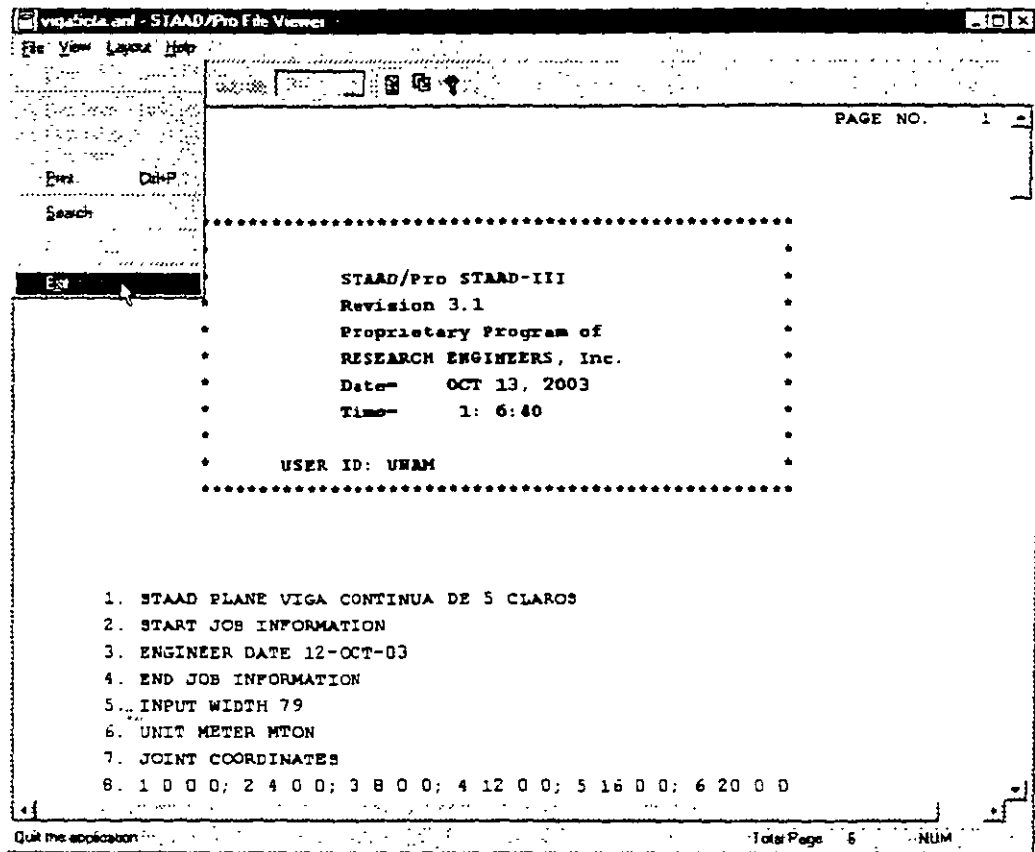 vigaSola.anl - STAAD/Pro File Viewer
File View Layout Help
PAGE NO. 1
Print. Ctrl+P
Search
Exit
**************************************************
*
* STAAD/Pro STAAD-III *
* Revision 3.1 *
* Proprietary Program of *
* RESEARCH ENGINEERS, Inc. *
* Date= OCT 13, 2003 *
* Time= 1: 6:40 *
* *
* USER ID: UNAM *
**************************************************
1. STAAD PLANE VIGA CONTINUA DE 5 CLAROS
2. START JOB INFORMATION
3. ENGINEER DATE 12-OCT-03
4. END JOB INFORMATION
5. INPUT WIDTH 79
6. UNIT METER MTON
7. JOINT COORDINATES
8. 1 0 0 0; 2 4 0 0; 3 8 0 0; 4 12 0 0; 5 16 0 0; 6 20 0 0
Quit the application Total Page 6 NUM